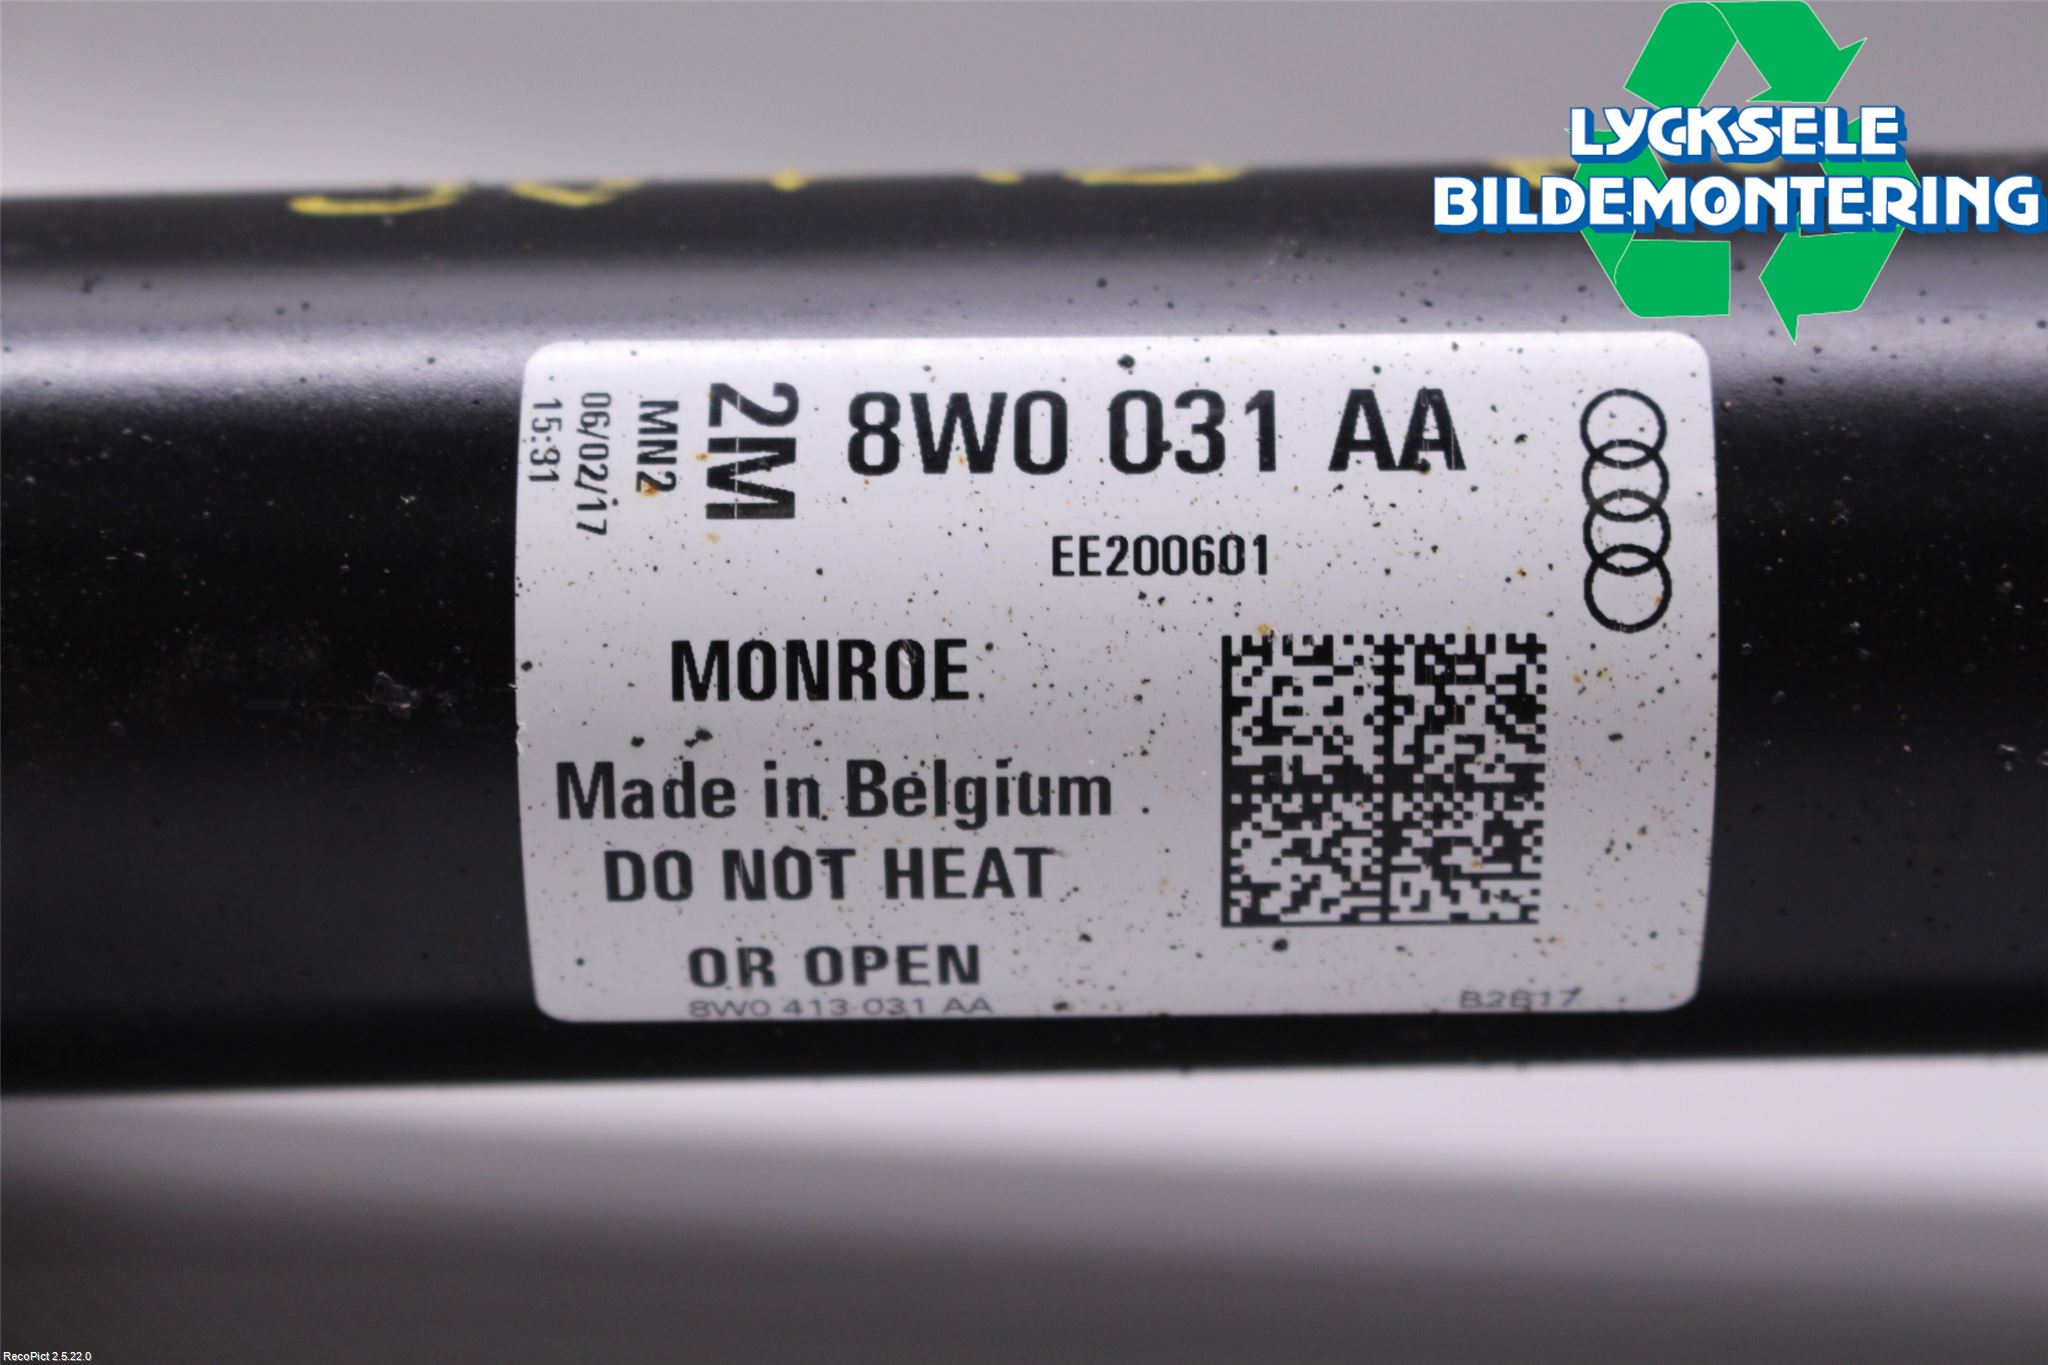 LYCKSELE
BILDEMONTERING
8W0 031 AA
2M
MN2
06/02/17
15:31
EE200601
MONROE
Made in Belgium
DO NOT HEAT
OR OPEN
8W0 413 031 AA
B2B17
RecoPict 2.5.22.0